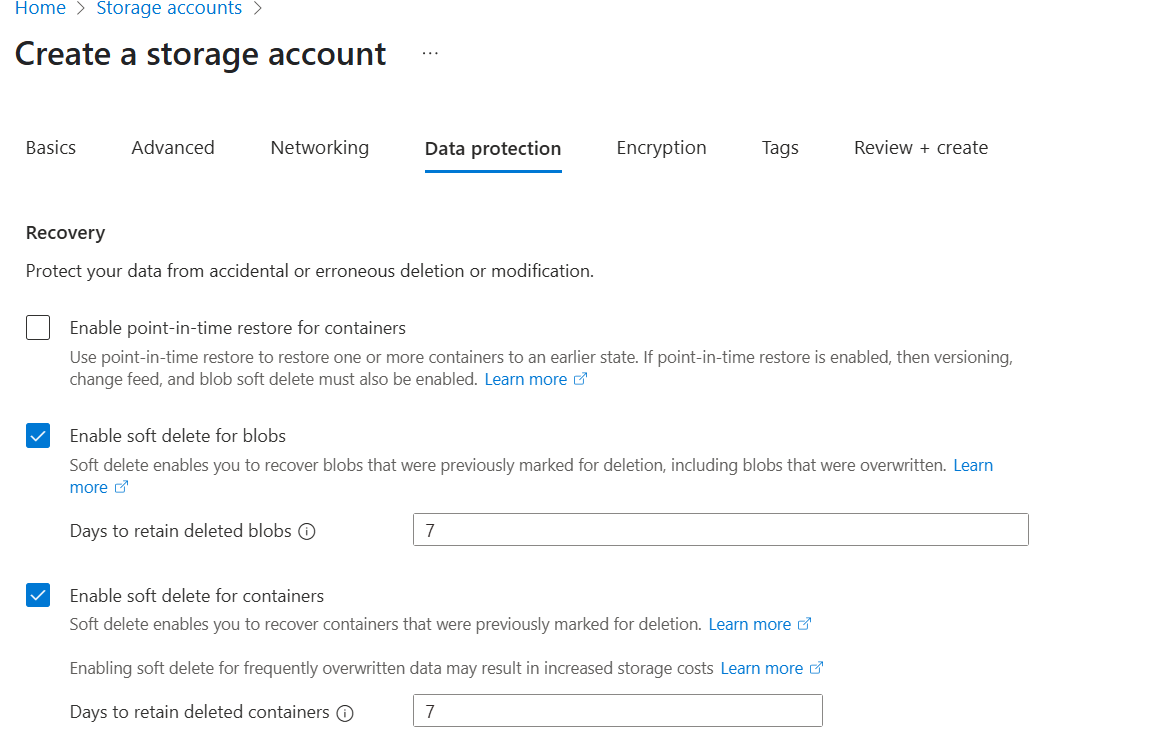 Home > Storage accounts >
Create a storage account ...
Basics Advanced Networking Data protection Encryption Tags Review + create
Recovery
Protect your data from accidental or erroneous deletion or modification.
Enable point-in-time restore for containers
Use point-in-time restore to restore one or more containers to an earlier state. If point-in-time restore is enabled, then versioning,
change feed, and blob soft delete must also be enabled. Learn more
Enable soft delete for blobs
Soft delete enables you to recover blobs that were previously marked for deletion, including blobs that were overwritten. Learn
more
Days to retain deleted blobs 7
Enable soft delete for containers
Soft delete enables you to recover containers that were previously marked for deletion. Learn more
Enabling soft delete for frequently overwritten data may result in increased storage costs Learn more
Days to retain deleted containers 7